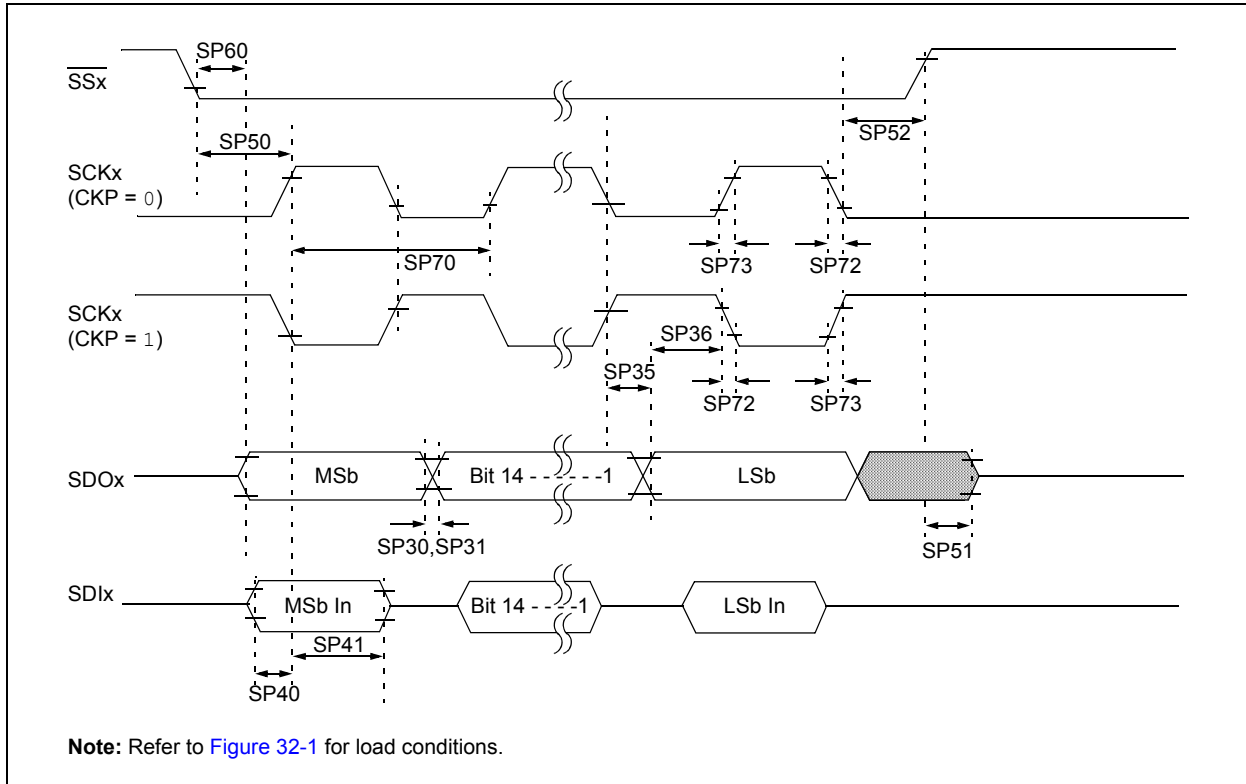 SP60
SSx
SP52
SP50
SCKx
(CKP = 0)
SP70
SP73
SP72
SCKx
(CKP = 1)
SP36
SP35
SP72
SP73
SDOx
MSb
Bit 14 - - - - - -1
LSb
SP30,SP31
SP51
SDIx
MSb In
Bit 14 - - - -1
LSb In
SP41
SP40
Note: Refer to Figure 32-1 for load conditions.